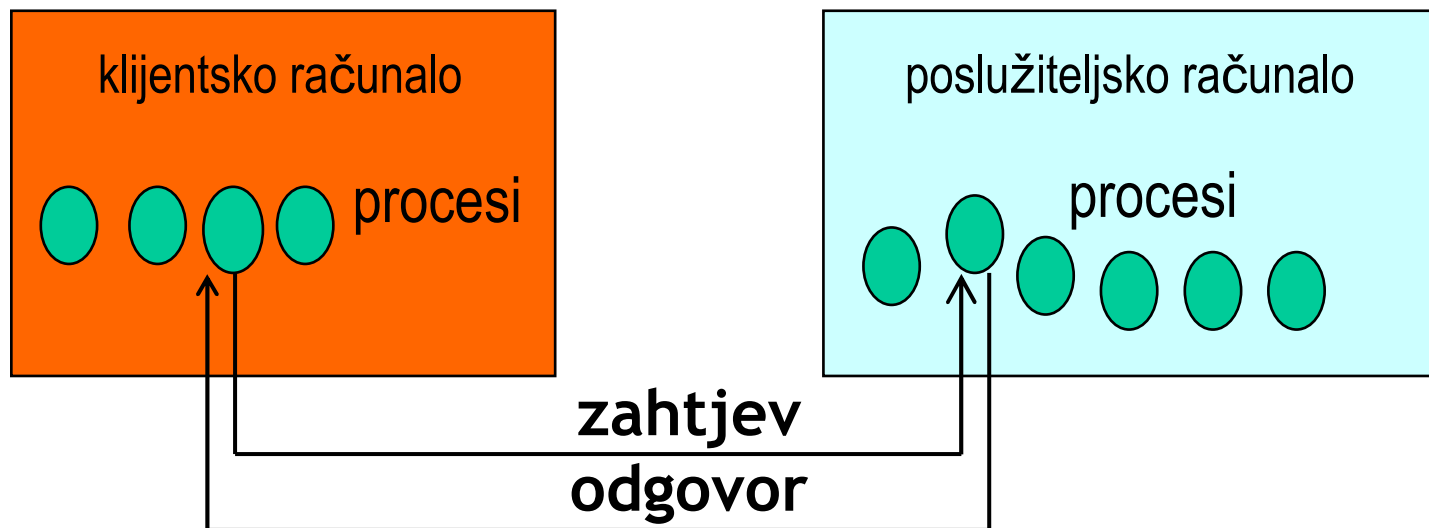 klijentsko računalo
procesi
poslužiteljsko računalo
procesi
zahtjev
odgovor